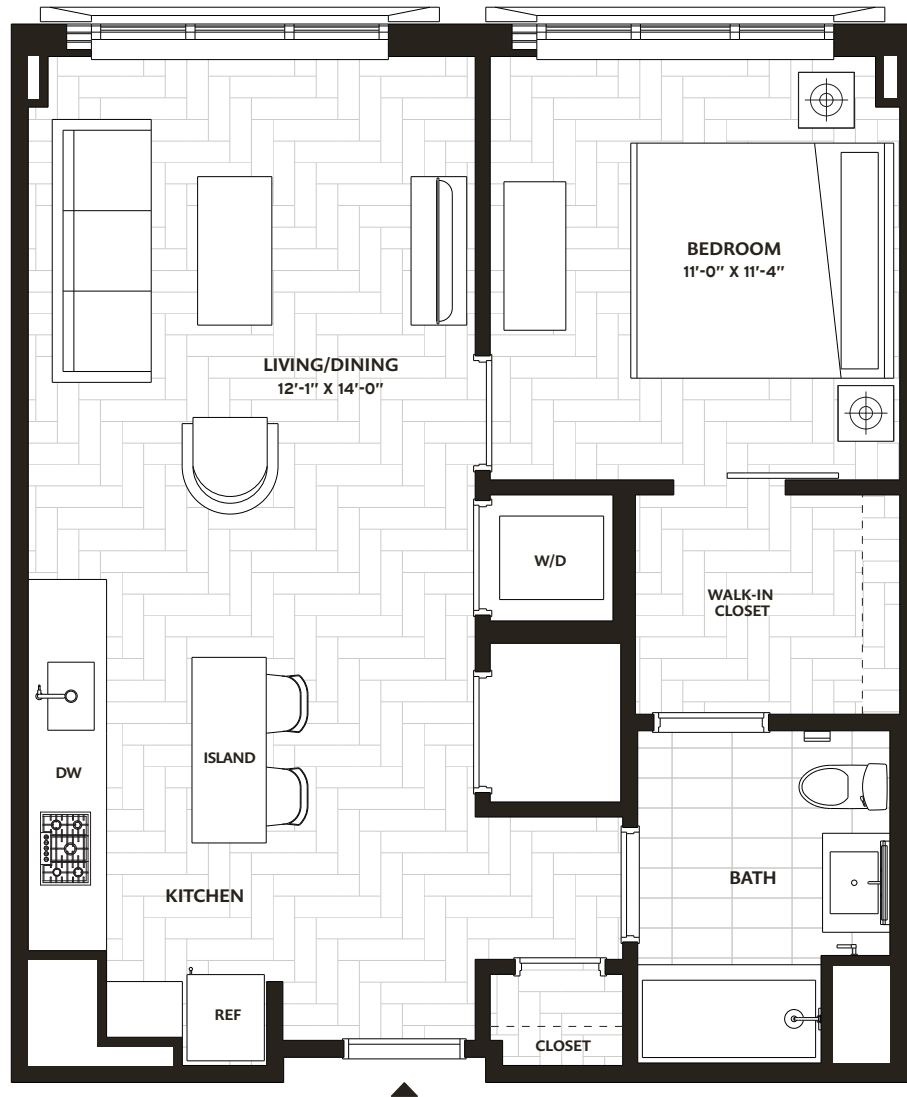 BEDROOM
11'-0" X 11'-4"
LIVING/DINING
12'-1" X 14'-0"
W/D
WALK-IN
CLOSET
ISLAND
DW
KITCHEN
BATH
REF
CLOSET